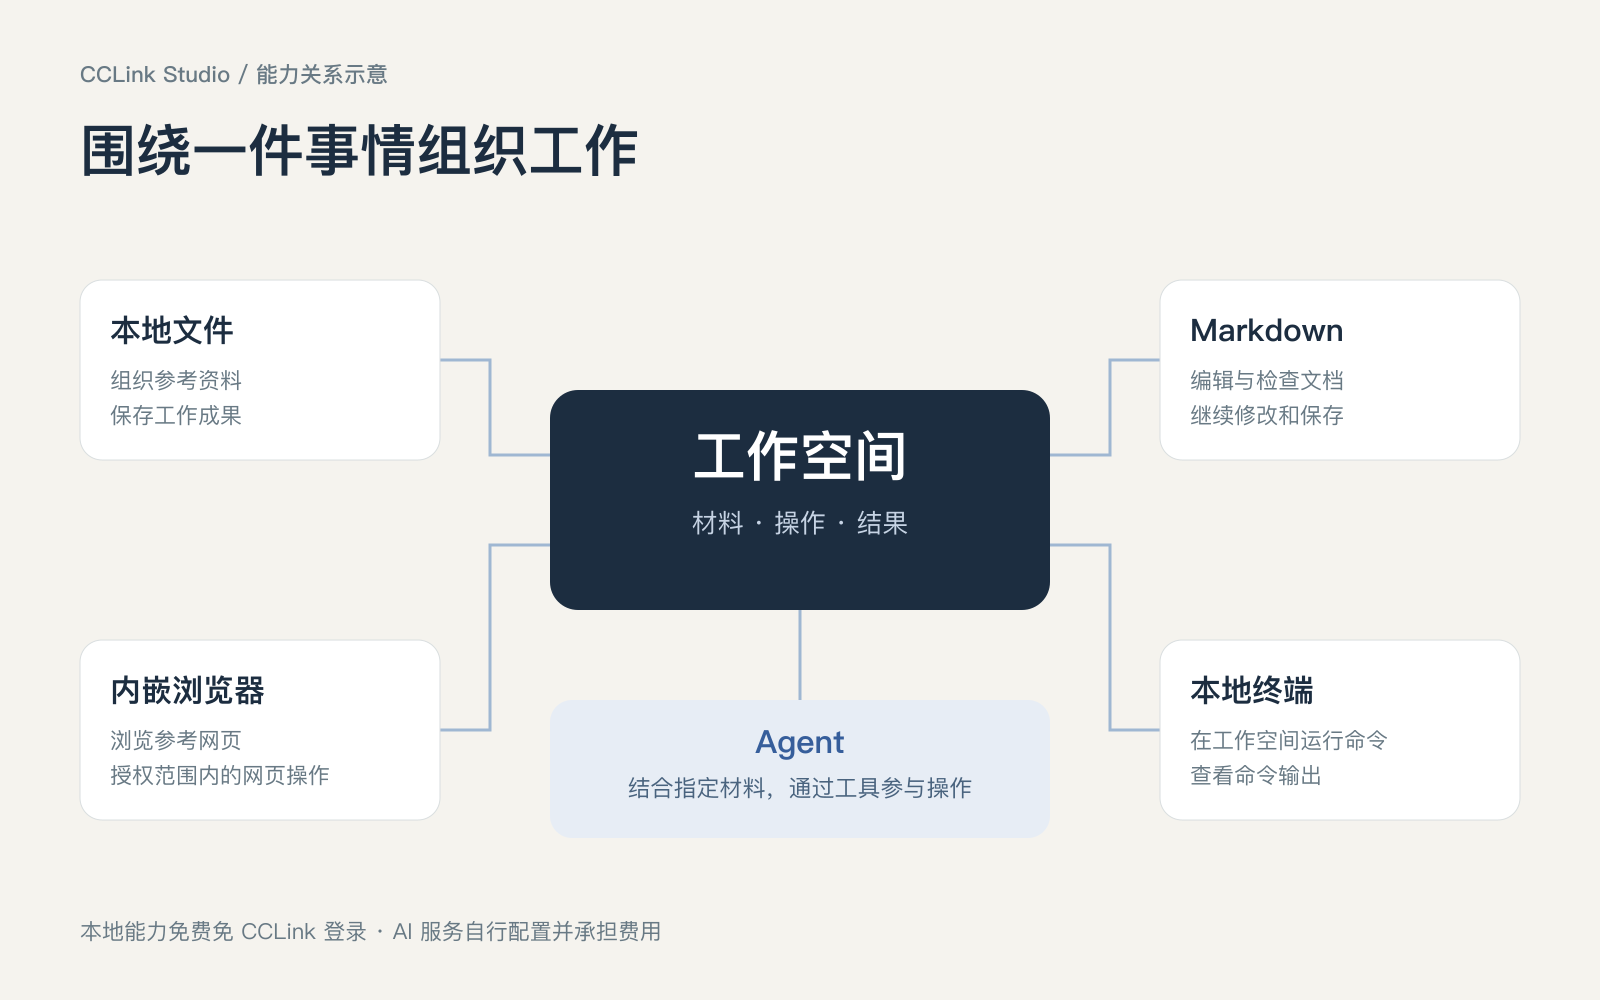 CCLink Studio / 能力关系示意
围绕一件事情组织工作
本地文件
组织参考资料
保存工作成果
Markdown
编辑与检查文档
继续修改和保存
工作空间
材料 · 操作 · 结果
内嵌浏览器
浏览参考网页
授权范围内的网页操作
Agent
结合指定材料，通过工具参与操作
本地终端
在工作空间运行命令
查看命令输出
本地能力免费免 CCLink 登录 · AI 服务自行配置并承担费用